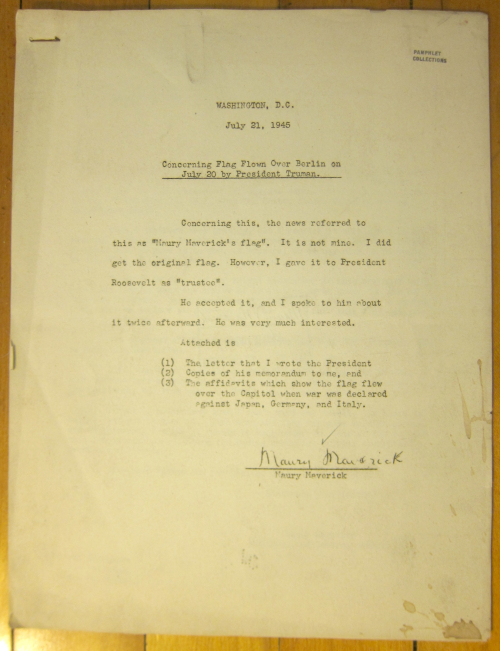 PAMPHLET
COLLECTIONS
WASHINGTON, D.C.
July 21, 1945
Concerning Flag Flown Over Berlin on
July 20 by President Truman.
Concerning this, the news referred to
this as "Maury Maverick's flag". It is not mine. I did
get the original flag. However, I gave it to President
Roosevelt as "trustee".
He accepted it, and I spoke to him about
it twice afterward. He was very much interested.
Attached is
(1) The letter that I wrote the President
(2) Copies of his memorandum to me, and
(3) The affidavits which show the flag flew
over the Capitol when war was declared
against Japan, Germany, and Italy.
Maury Maverick
Maury Maverick